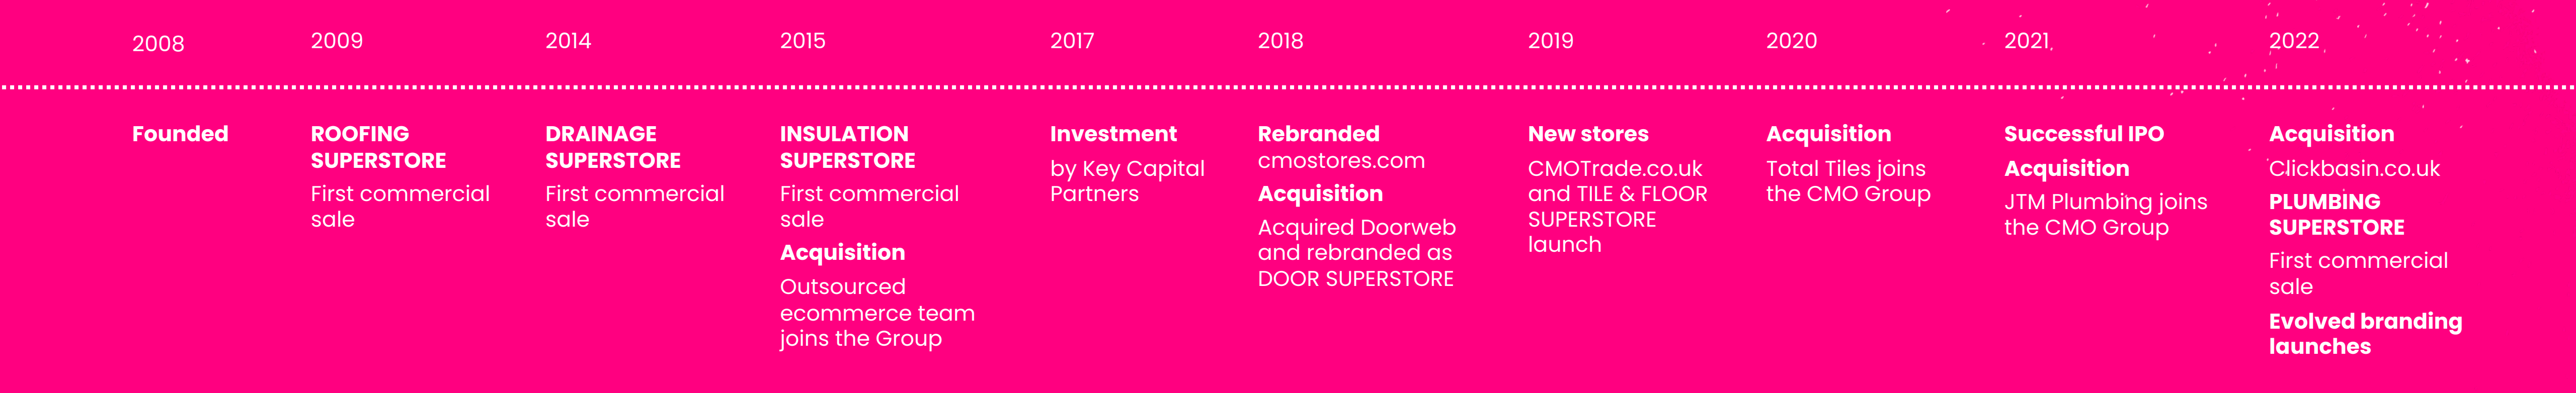 2008
Founded
2009
ROOFING
SUPERSTORE
First commercial
sale
2014
DRAINAGE
SUPERSTORE
First commercial
sale
2015
INSULATION
SUPERSTORE
First commercial
sale
Acquisition
Outsourced
ecommerce team
joins the Group
2017
Investment
by Key Capital
Partners
2018
Rebranded
cmostores.com
Acquisition
Acquired Doorweb
and rebranded as
DOOR SUPERSTORE
2019
New stores
CMOTrade.co.uk
and TILE & FLOOR
SUPERSTORE
launch
2020
Acquisition
Total Tiles joins
the CMO Group
2021
Successful IPO
Acquisition
JTM Plumbing joins
the CMO Group
2022
Acquisition
Clickbasin.co.uk
PLUMBING
SUPERSTORE
First commercial
sale
Evolved branding
launches